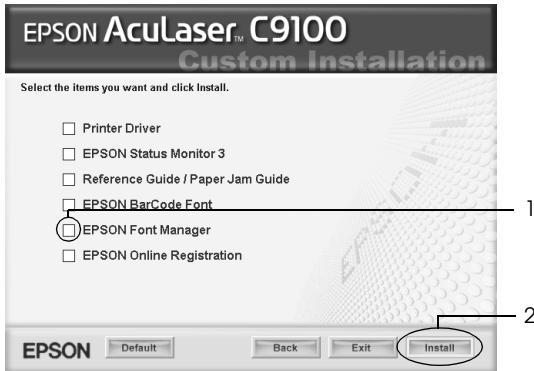 EPSON AcuLaser™ C9100
Custom Installation
Select the items you want and click Install.
Printer Driver
EPSON Status Monitor 3
Reference Guide / Paper Jam Guide
EPSON BarCode Font
1
EPSON Font Manager
EPSON Online Registration
EPSON
2
EPSON Default Back Exit Install